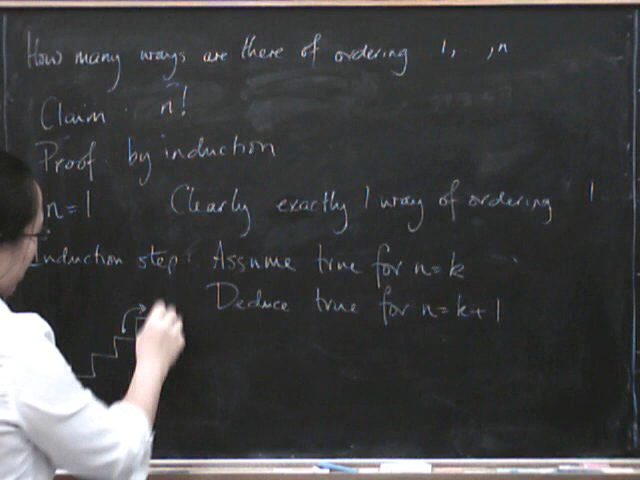 How many ways are there of ordering 1, ,n
Claim. n!
Proof. by induction
n=1 Clearly exactly 1 way of ordering 1
Induction step: Assume true for n=k
Deduce true for n=k+1